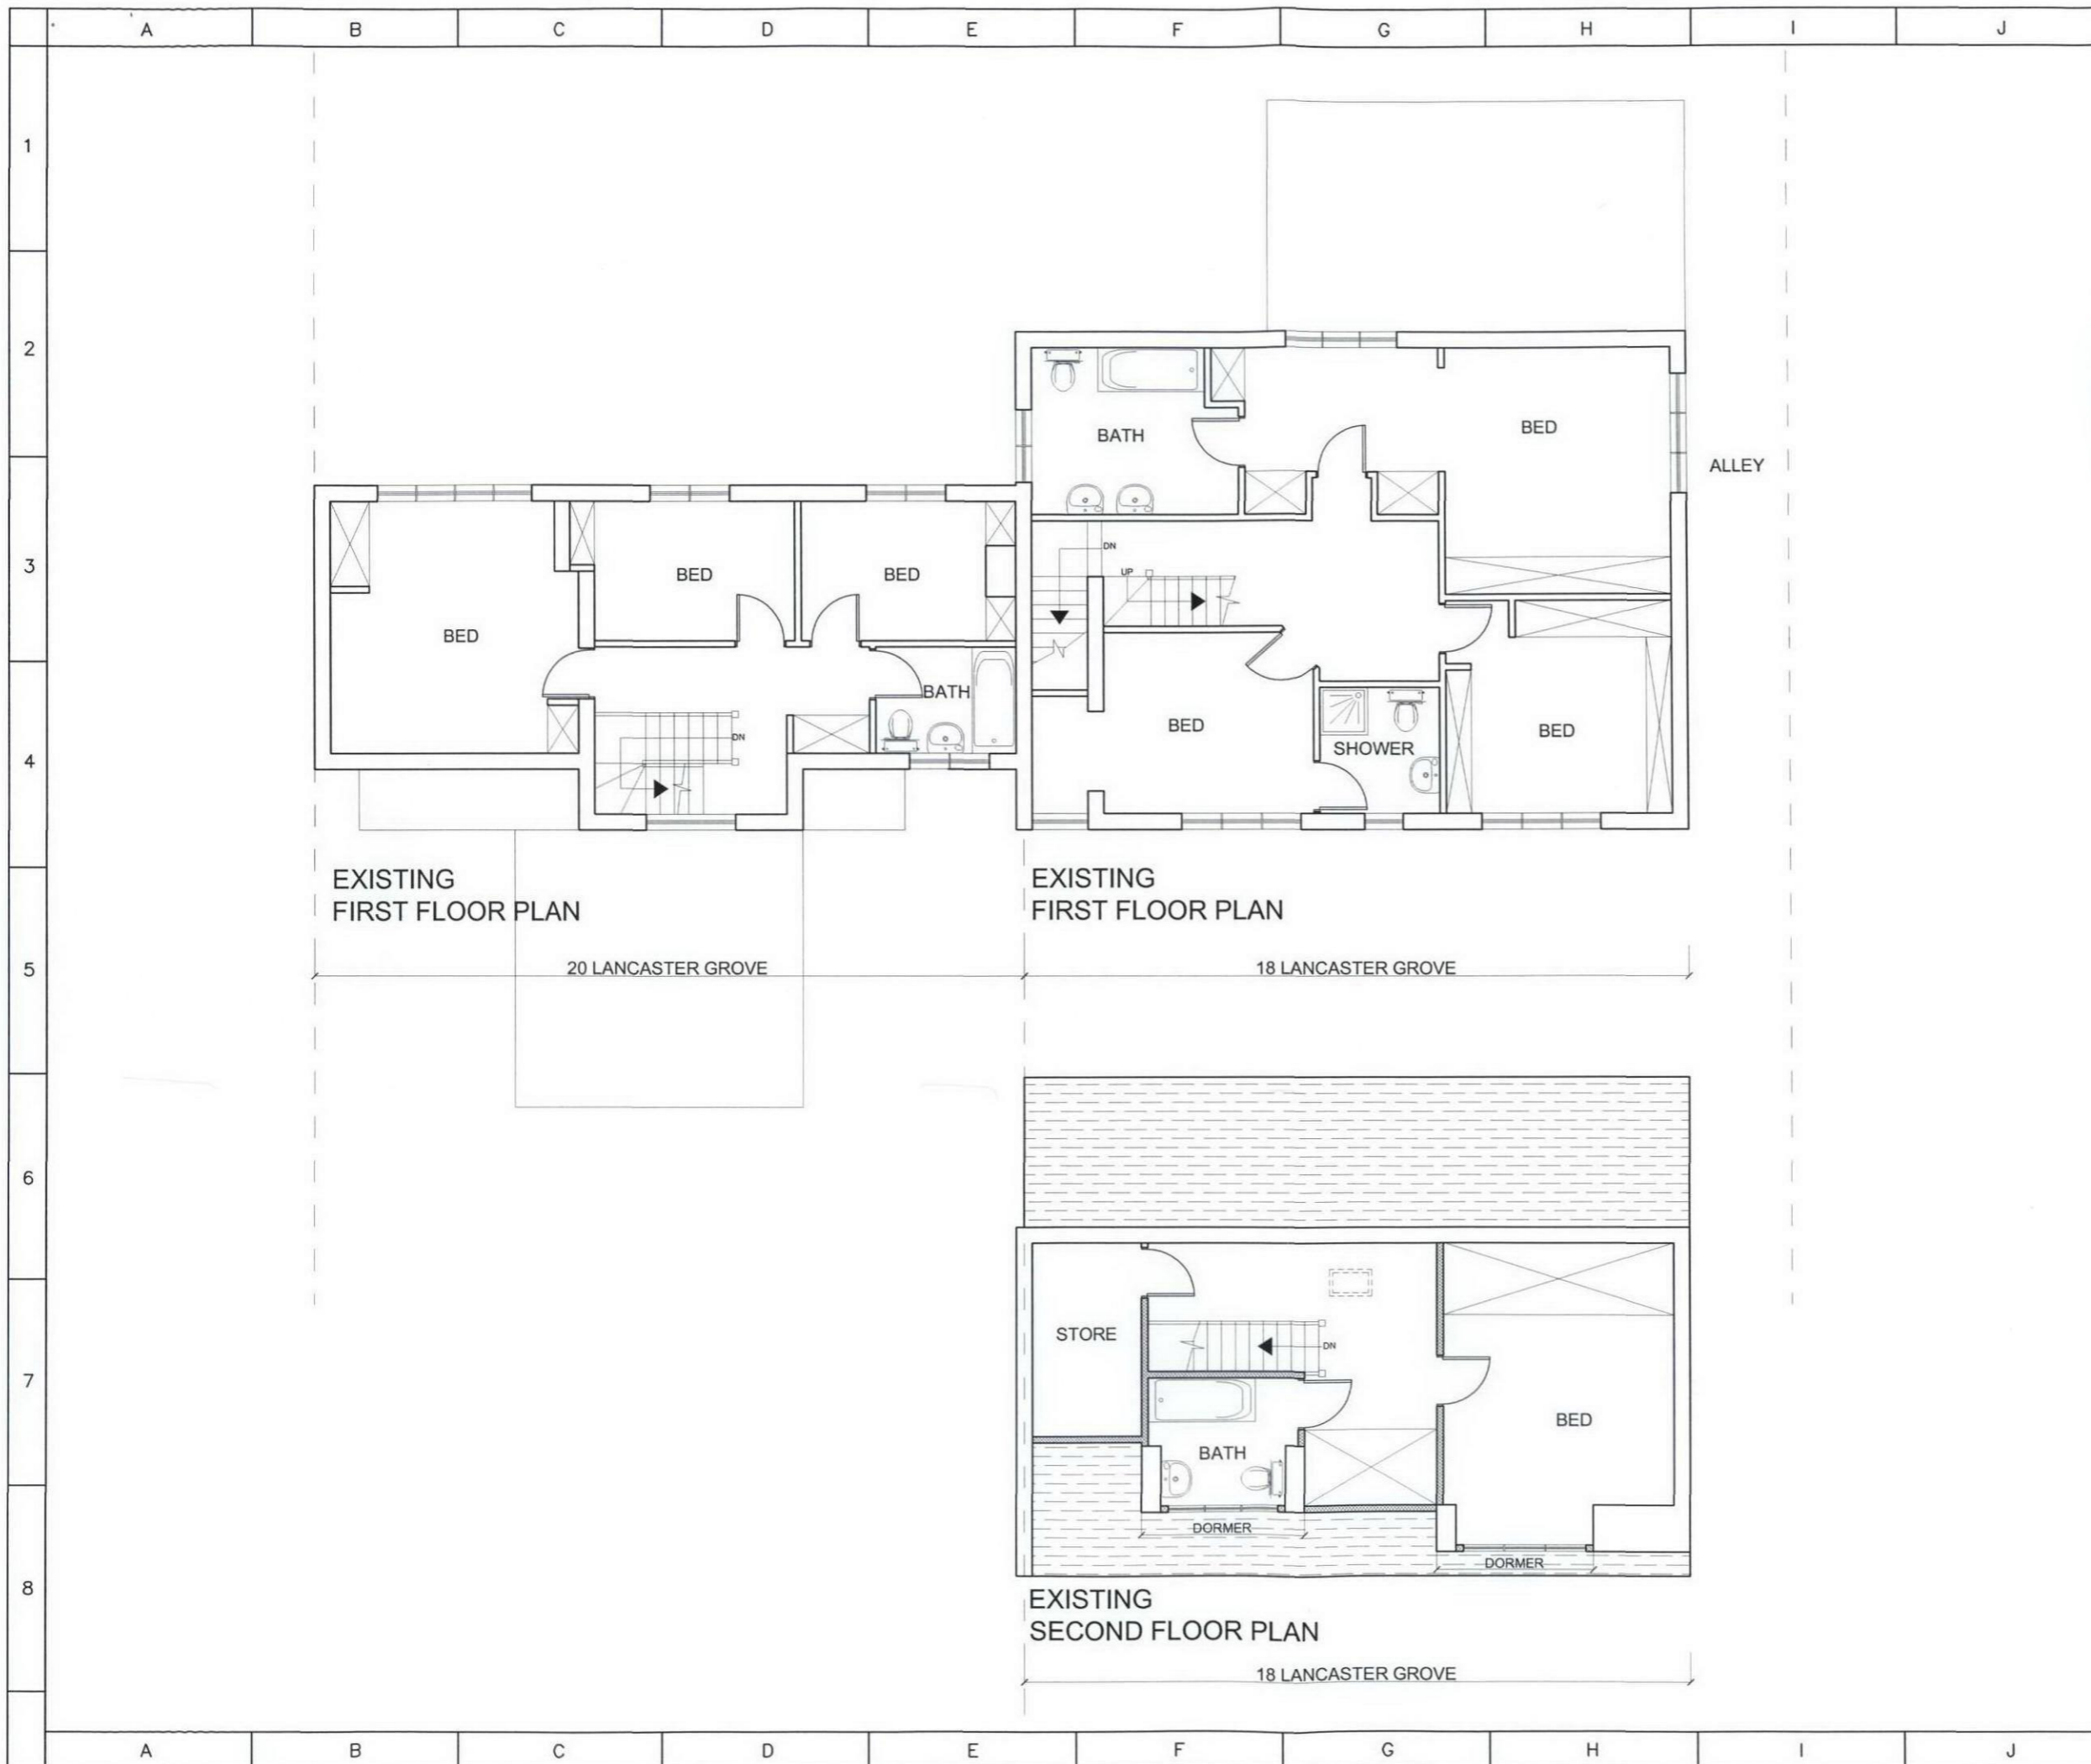 A B C D E F G H I J
1
2
BATH
BED
ALLEY
3
DN
UP
BED
BED
BED
BATH
DN
BED
SHOWER
BED
4
EXISTING
FIRST FLOOR PLAN
EXISTING
FIRST FLOOR PLAN
5
20 LANCASTER GROVE
18 LANCASTER GROVE
6
STORE
DN
7
BED
BATH
DORMER
DORMER
8
EXISTING
SECOND FLOOR PLAN
18 LANCASTER GROVE
A B C D E F G H I J